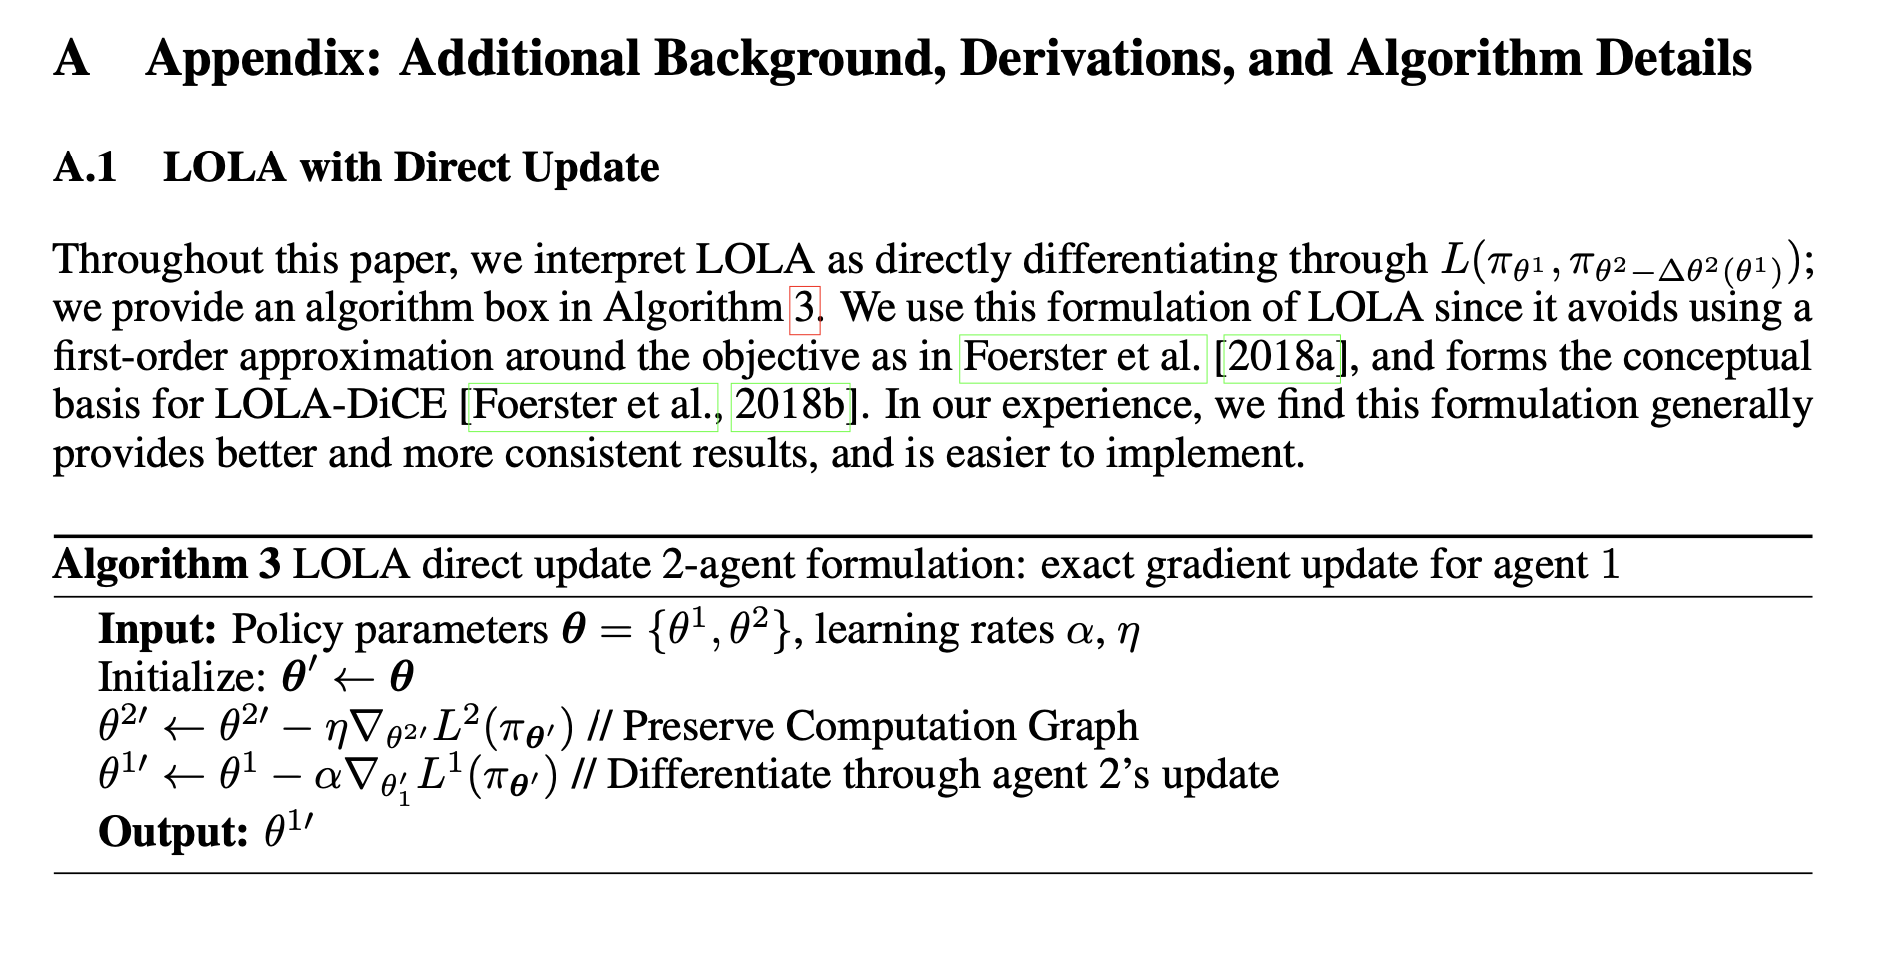 A Appendix: Additional Background, Derivations, and Algorithm Details
A.1 LOLA with Direct Update
Throughout this paper, we interpret LOLA as directly differentiating through $L(\pi_{\theta^1}, \pi_{\theta^2-\Delta\theta^2(\theta^1)})$;
we provide an algorithm box in Algorithm 3. We use this formulation of LOLA since it avoids using a
first-order approximation around the objective as in Foerster et al. [2018a], and forms the conceptual
basis for LOLA-DiCE [Foerster et al., 2018b]. In our experience, we find this formulation generally
provides better and more consistent results, and is easier to implement.
Algorithm 3 LOLA direct update 2-agent formulation: exact gradient update for agent 1
Input: Policy parameters $\boldsymbol{\theta} = \{\theta^1, \theta^2\}$, learning rates $\alpha, \eta$
Initialize: $\boldsymbol{\theta}' \leftarrow \boldsymbol{\theta}$
$\theta^{2\prime} \leftarrow \theta^{2\prime} - \eta\nabla_{\theta^{2\prime}} L^2(\pi_{\boldsymbol{\theta}'})$ // Preserve Computation Graph
$\theta^{1\prime} \leftarrow \theta^1 - \alpha\nabla_{\theta'_1} L^1(\pi_{\boldsymbol{\theta}'})$ // Differentiate through agent 2's update
Output: $\theta^{1\prime}$